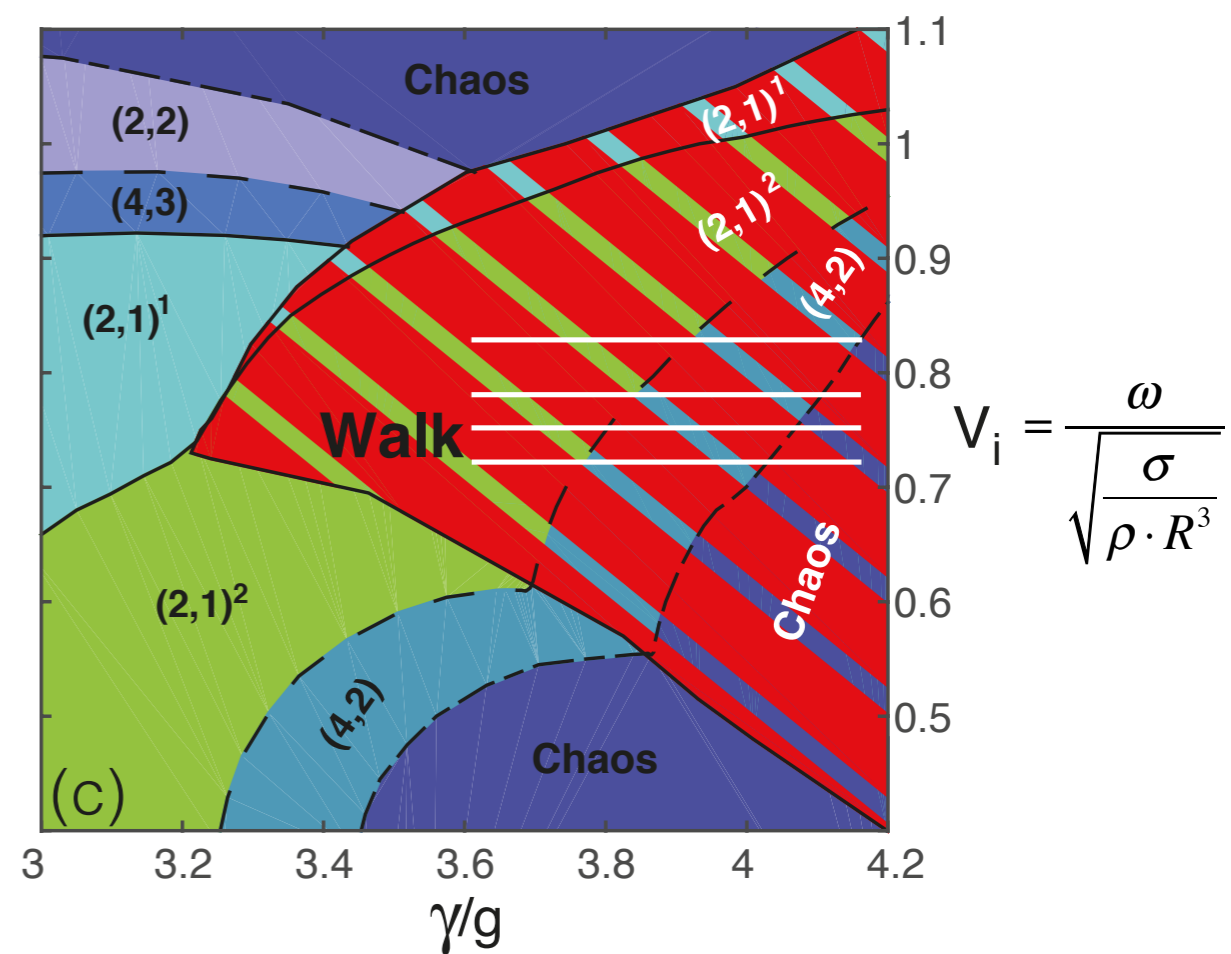 1.1
Chaos
(2,1)¹
(2,2)
1
(4,3)
(2,1)²
0.9
(4,2)
(2,1)¹
0.8
Walk
V_i = ω / √(σ / (ρ · R³))
0.7
Chaos
(2,1)²
0.6
(4,2)
0.5
Chaos
(C)
3 3.2 3.4 3.6 3.8 4 4.2
γ/g